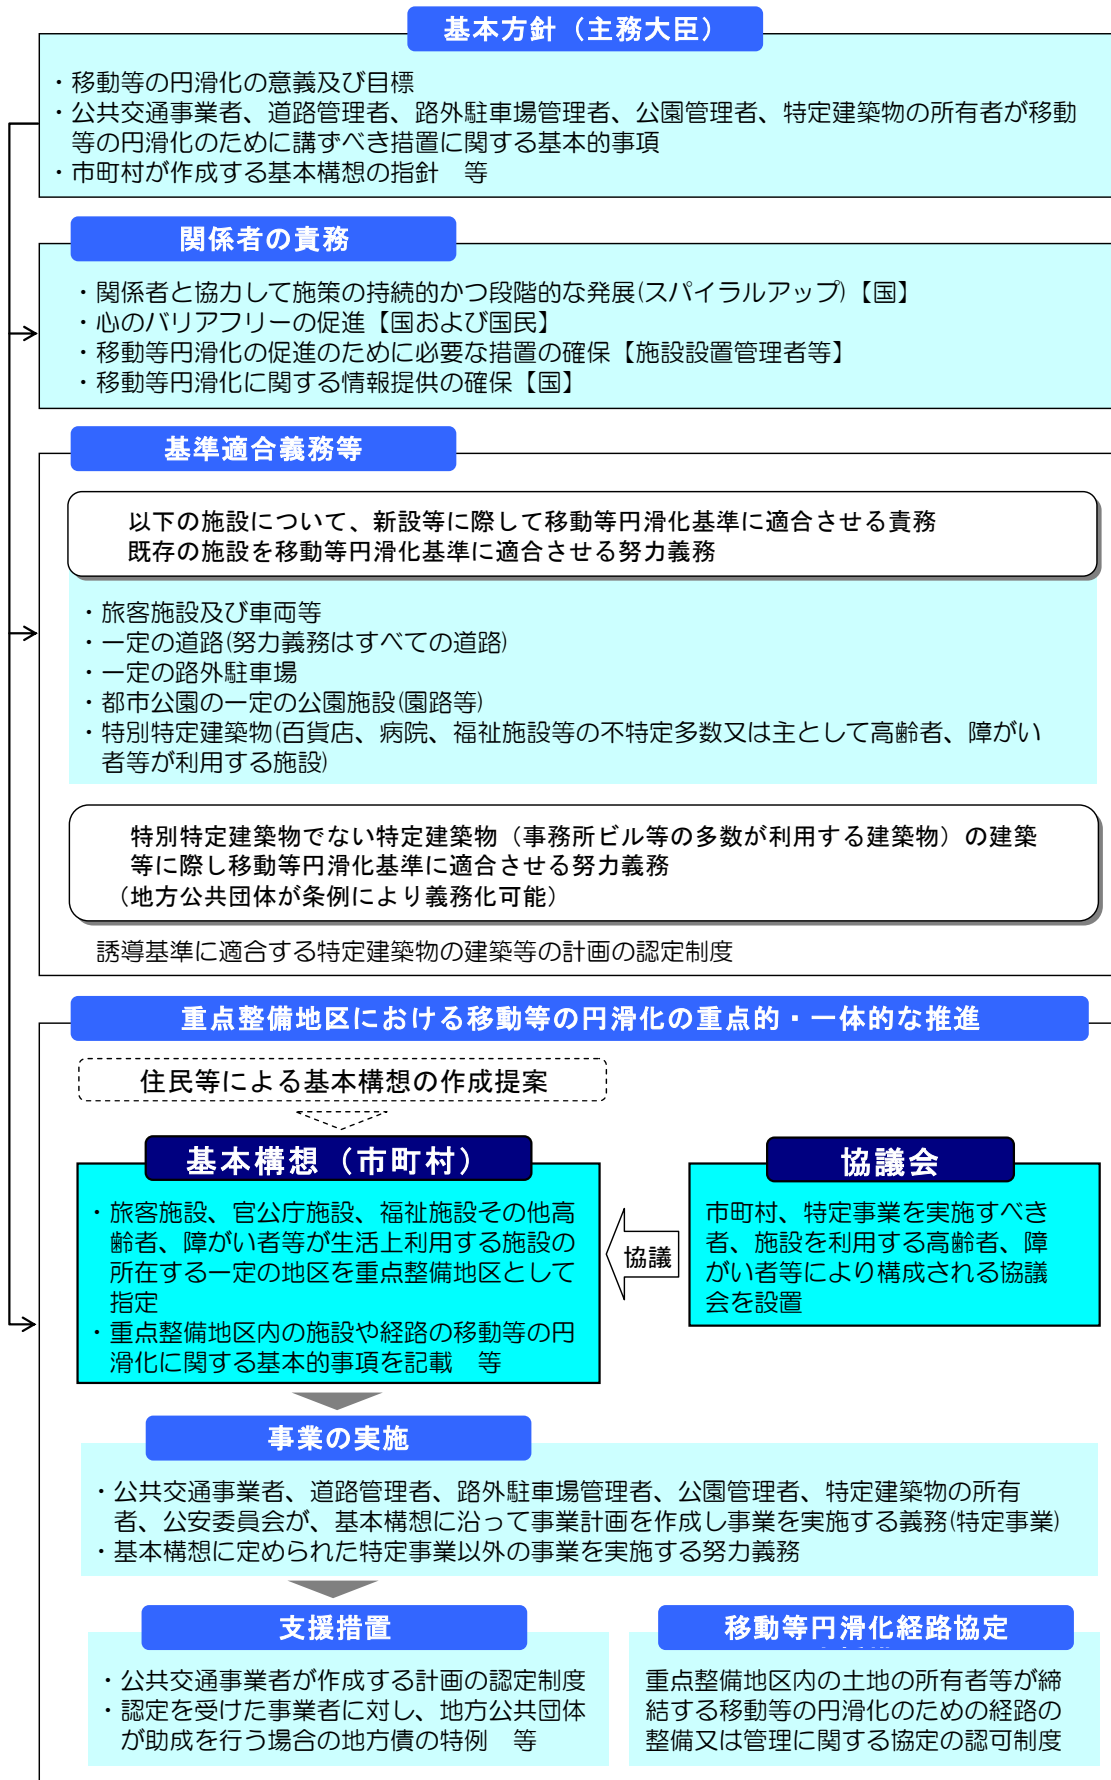 基本方針（主務大臣）
・移動等の円滑化の意義及び目標
・公共交通事業者、道路管理者、路外駐車場管理者、公園管理者、特定建築物の所有者が移動
等の円滑化のために講ずべき措置に関する基本的事項
・市町村が作成する基本構想の指針　等
関係者の責務
・関係者と協力して施策の持続的かつ段階的な発展(スパイラルアップ)【国】
・心のバリアフリーの促進【国および国民】
・移動等円滑化の促進のために必要な措置の確保【施設設置管理者等】
・移動等円滑化に関する情報提供の確保【国】
基準適合義務等
以下の施設について、新設等に際して移動等円滑化基準に適合させる責務
既存の施設を移動等円滑化基準に適合させる努力義務
・旅客施設及び車両等
・一定の道路(努力義務はすべての道路)
・一定の路外駐車場
・都市公園の一定の公園施設(園路等)
・特別特定建築物(百貨店、病院、福祉施設等の不特定多数又は主として高齢者、障がい
者等が利用する施設)
特別特定建築物でない特定建築物（事務所ビル等の多数が利用する建築物）の建築
等に際し移動等円滑化基準に適合させる努力義務
（地方公共団体が条例により義務化可能）
誘導基準に適合する特定建築物の建築等の計画の認定制度
重点整備地区における移動等の円滑化の重点的・一体的な推進
住民等による基本構想の作成提案
基本構想（市町村）
・旅客施設、官公庁施設、福祉施設その他高
齢者、障がい者等が生活上利用する施設の
所在する一定の地区を重点整備地区として
指定
・重点整備地区内の施設や経路の移動等の円
滑化に関する基本的事項を記載　等
協議
協議会
市町村、特定事業を実施すべき
者、施設を利用する高齢者、障
がい者等により構成される協議
会を設置
事業の実施
・公共交通事業者、道路管理者、路外駐車場管理者、公園管理者、特定建築物の所有
者、公安委員会が、基本構想に沿って事業計画を作成し事業を実施する義務(特定事業)
・基本構想に定められた特定事業以外の事業を実施する努力義務
支援措置
・公共交通事業者が作成する計画の認定制度
・認定を受けた事業者に対し、地方公共団体
が助成を行う場合の地方債の特例　等
移動等円滑化経路協定
重点整備地区内の土地の所有者等が締
結する移動等の円滑化のための経路の
整備又は管理に関する協定の認可制度